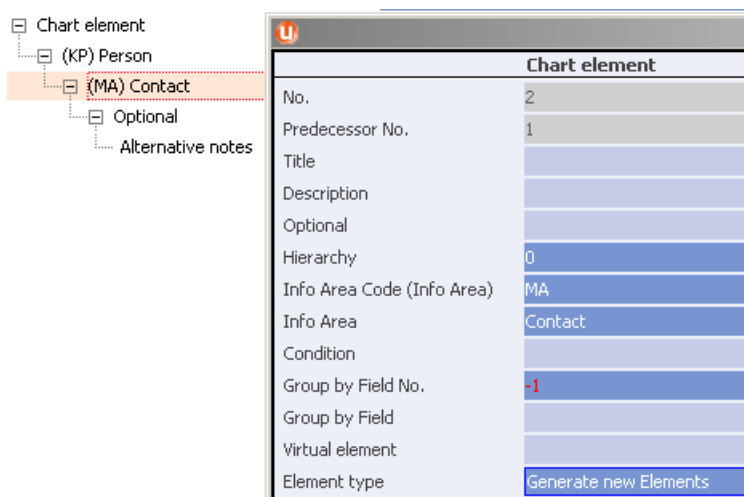 Chart element
(KP) Person
(MA) Contact
Optional
Alternative notes
u
Chart element
No. 2
Predecessor No. 1
Title
Description
Optional
Hierarchy 0
Info Area Code (Info Area) MA
Info Area Contact
Condition
Group by Field No. -1
Group by Field
Virtual element
Element type Generate new Elements